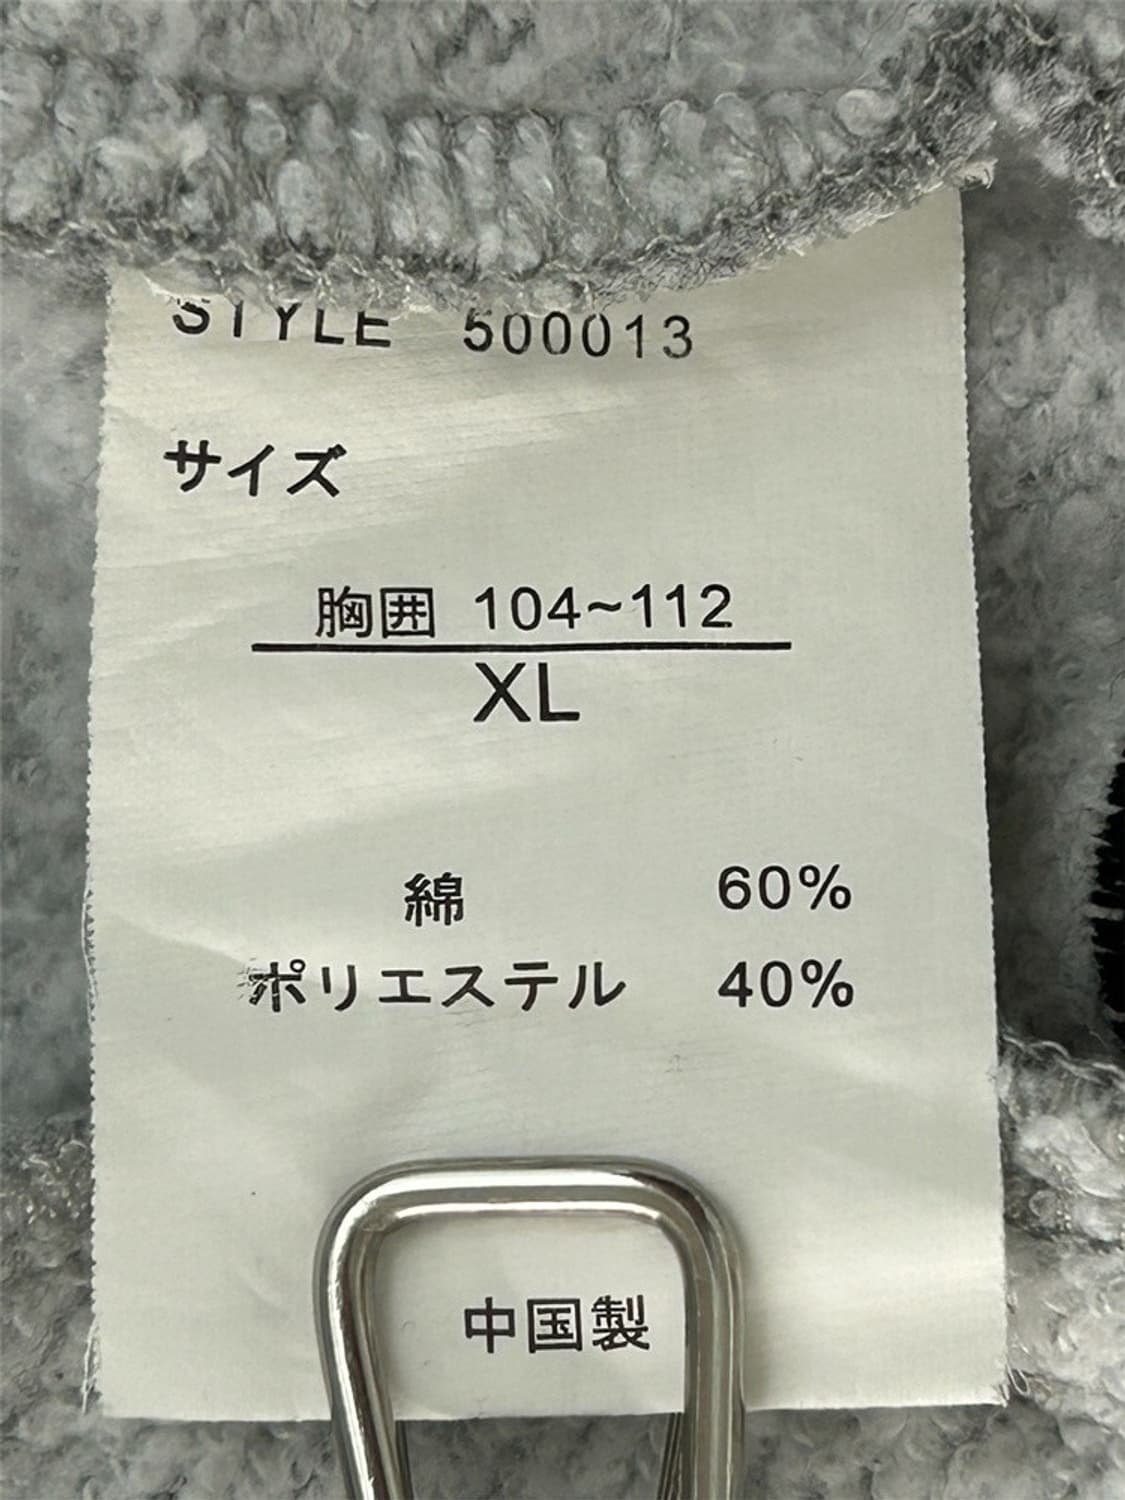 STYLE 500013
サイズ
胸囲 104~112
XL
綿 60%
ポリエステル 40%
中国製